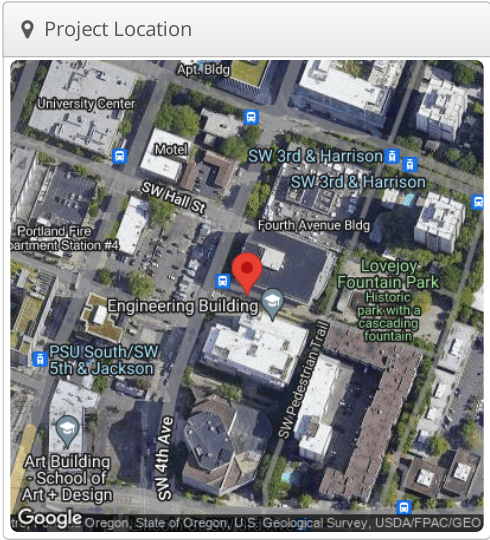 Project Location
Apt. Bldg
University Center
Motel
SW 3rd & Harrison
SW 3rd & Harrison
SW Hall St
Fourth Avenue Bldg
Portland Fire
partment Station #4
Lovejoy
Fountain Park
Historic
park with a
cascading
fountain
Engineering Building
PSU South/SW
5th & Jackson
SW Pedestrian Trail
SW 4th Ave
Art Building
- School of
Art + Design
Google
Oregon, State of Oregon, U.S. Geological Survey, USDA/FPAC/GEO